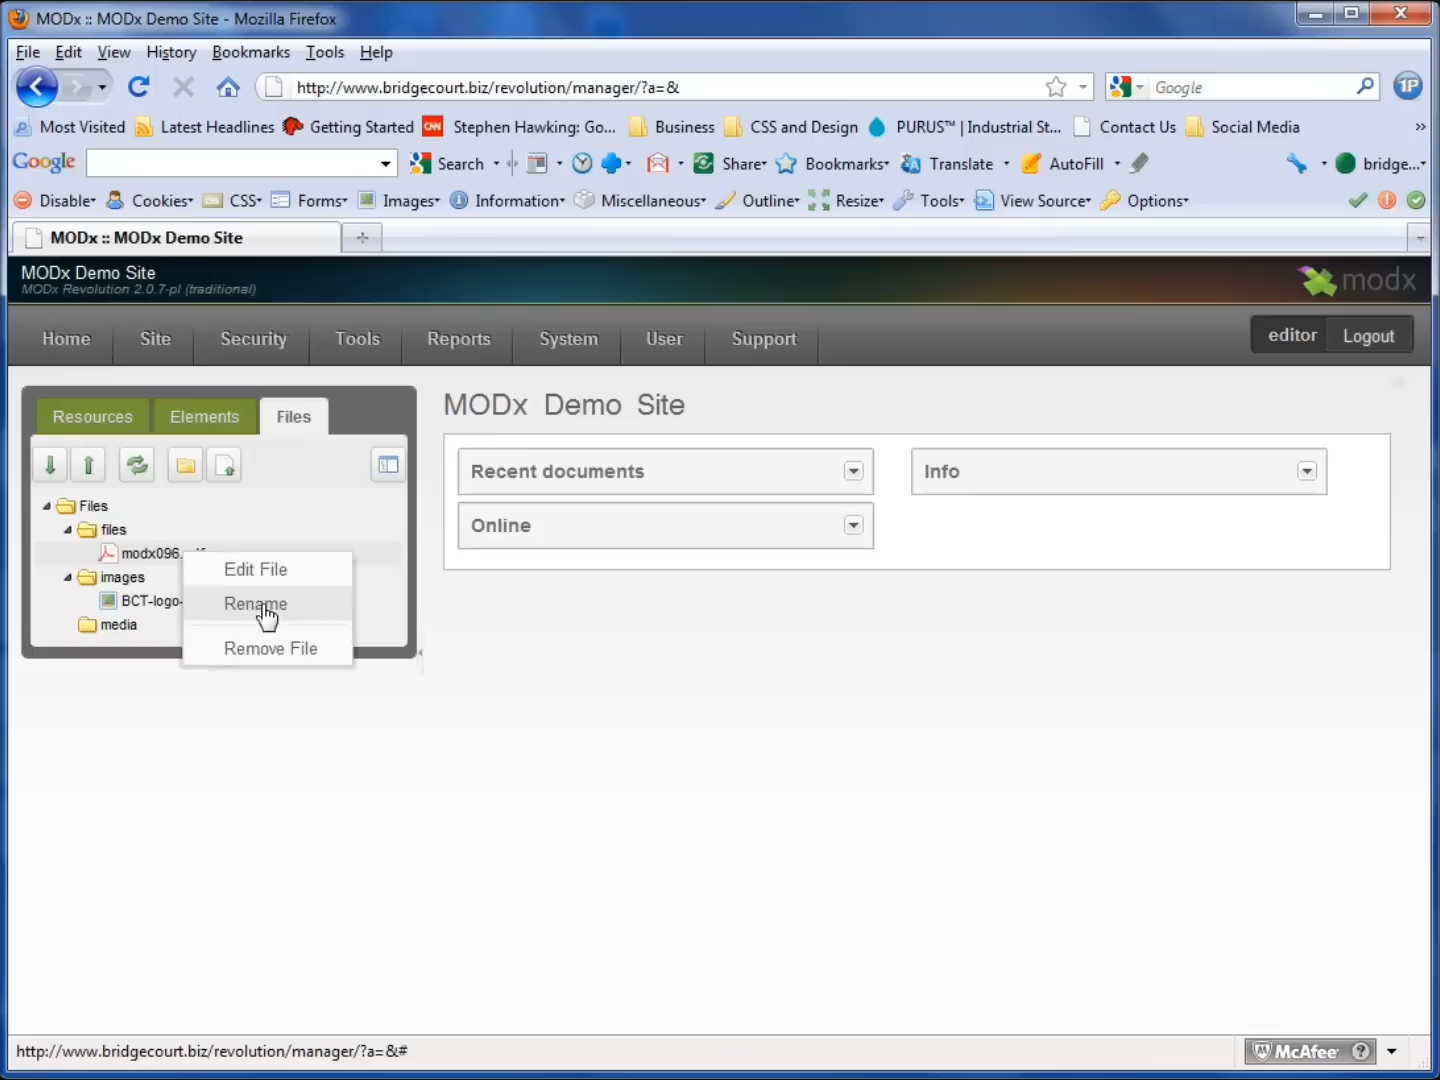 MODx :: MODx Demo Site - Mozilla Firefox
File Edit View History Bookmarks Tools Help
http://www.bridgecourt.biz/revolution/manager/?a=& Google 1P
Most Visited Latest Headlines Getting Started CNN Stephen Hawking: Go... Business CSS and Design PURUS™ | Industrial St... Contact Us Social Media »
Google Search Share Bookmarks Translate AutoFill bridge...
Disable Cookies CSS Forms Images Information Miscellaneous Outline Resize Tools View Source Options
MODx :: MODx Demo Site
MODx Demo Site
MODx Revolution 2.0.7-pl (traditional)
modx
Home Site Security Tools Reports System User Support editor Logout
Resources Elements Files
MODx Demo Site
Recent documents Info
Online
Files
files
modx096.
images
BCT-logo-
media
Edit File
Rename
Remove File
http://www.bridgecourt.biz/revolution/manager/?a=&# McAfee